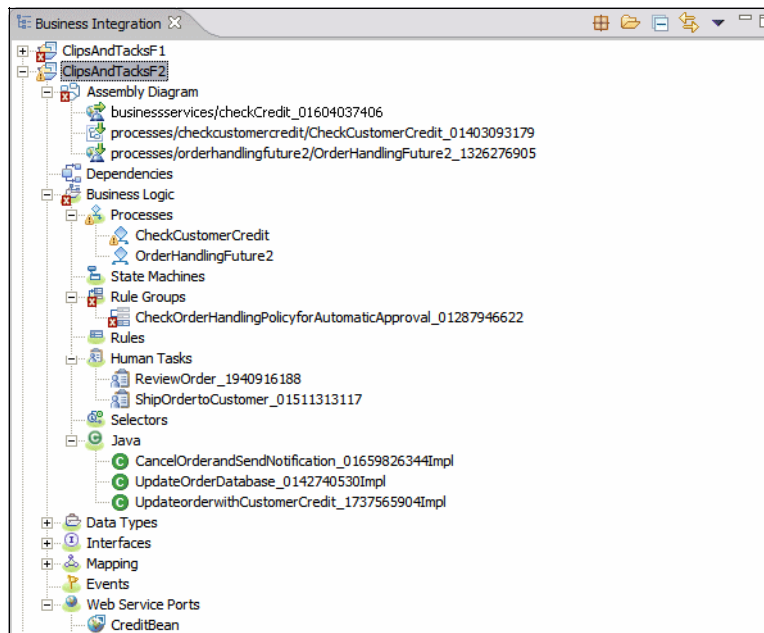 Business Integration
ClipsAndTacksF1
ClipsAndTacksF2
Assembly Diagram
businessservices/checkCredit_01604037406
processes/checkcustomercredit/CheckCustomerCredit_01403093179
processes/orderhandlingfuture2/OrderHandlingFuture2_1326276905
Dependencies
Business Logic
Processes
CheckCustomerCredit
OrderHandlingFuture2
State Machines
Rule Groups
CheckOrderHandlingPolicyforAutomaticApproval_01287946622
Rules
Human Tasks
ReviewOrder_1940916188
ShipOrdertoCustomer_01511313117
Selectors
Java
CancelOrderandSendNotification_01659826344Impl
UpdateOrderDatabase_0142740530Impl
UpdateorderwithCustomerCredit_1737565904Impl
Data Types
Interfaces
Mapping
Events
Web Service Ports
CreditBean